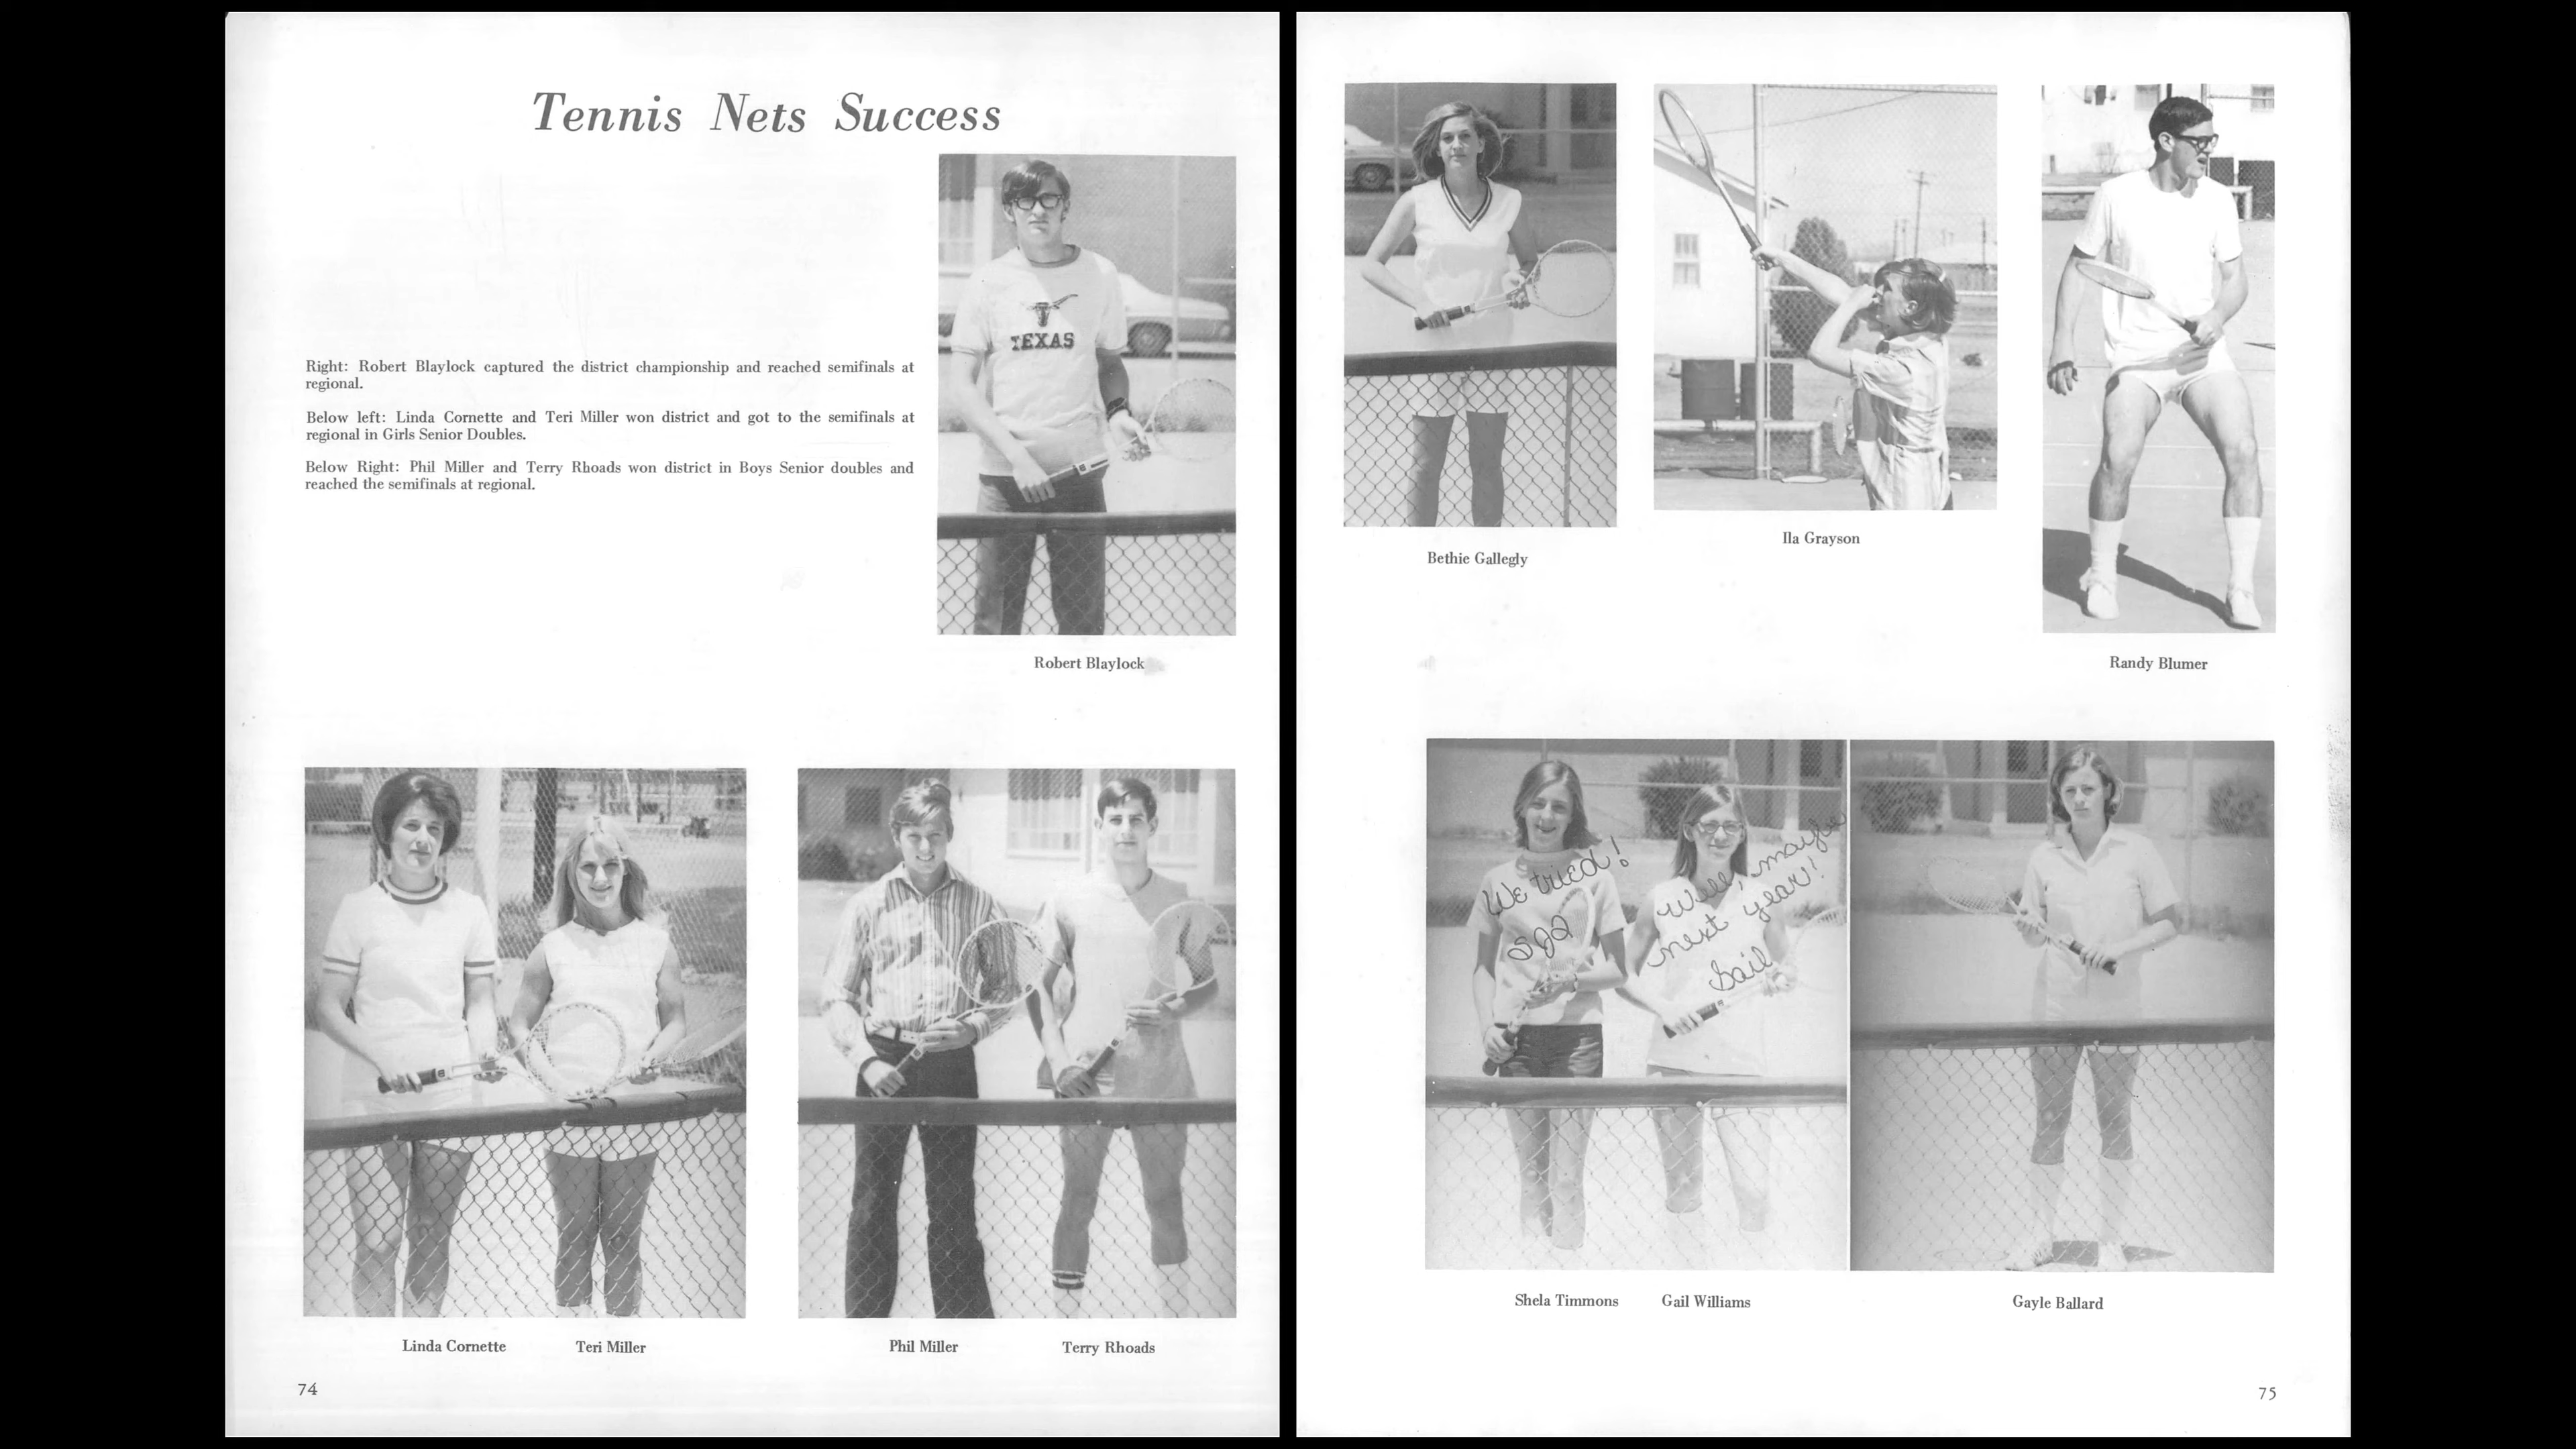 Tennis Nets Success
Right: Robert Blaylock captured the district championship and reached semifinals at
regional.
Below left: Linda Cornette and Teri Miller won district and got to the semifinals at
regional in Girls Senior Doubles.
Below Right: Phil Miller and Terry Rhoads won district in Boys Senior doubles and
reached the semifinals at regional.
TEXAS
Robert Blaylock
Linda Cornette
Teri Miller
Phil Miller
Terry Rhoads
74
Bethie Gallegly
Ila Grayson
Randy Blumer
We tried!
SJ2
Well, maybe
next year!
Gail
Shela Timmons
Gail Williams
Gayle Ballard
75